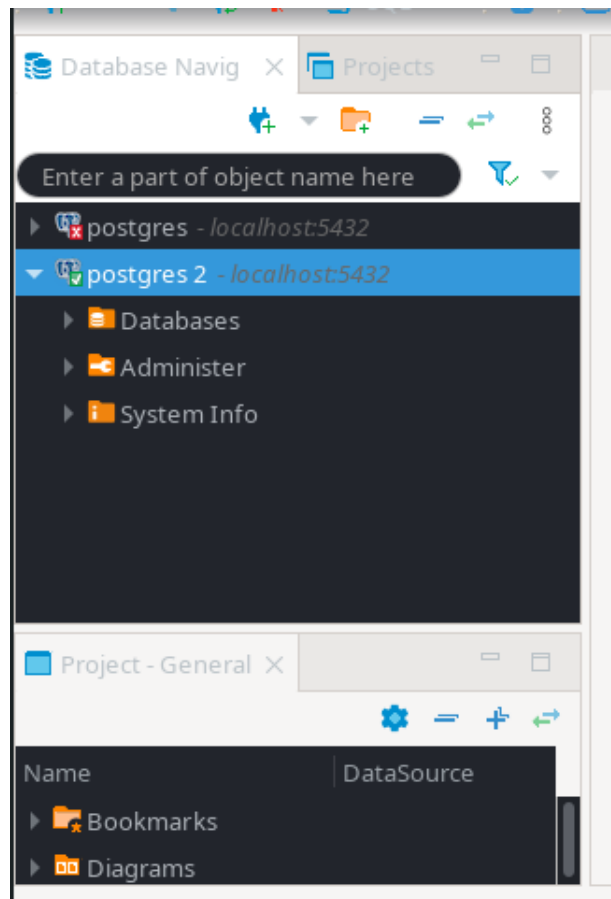 Database Navig
Projects
Enter a part of object name here
postgres - localhost:5432
postgres 2 - localhost:5432
Databases
Administer
System Info
Project - General
Name DataSource
Bookmarks
Diagrams